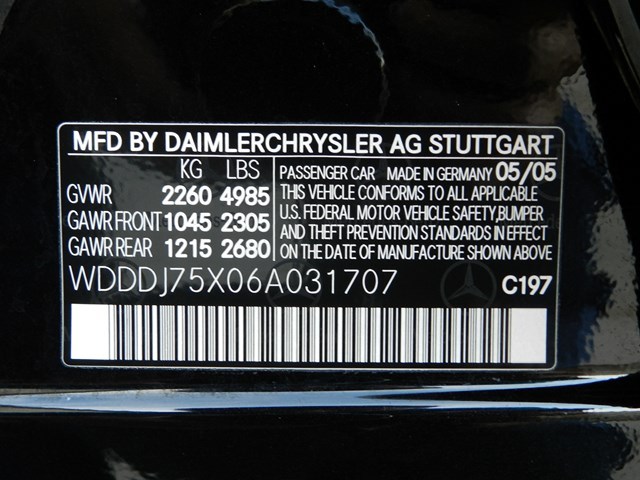 MFD BY DAIMLERCHRYSLER AG STUTTGART
KG LBS
GVWR 2260 4985
GAWR FRONT 1045 2305
GAWR REAR 1215 2680
PASSENGER CAR MADE IN GERMANY 05/05
THIS VEHICLE CONFORMS TO ALL APPLICABLE
U.S. FEDERAL MOTOR VEHICLE SAFETY, BUMPER
AND THEFT PREVENTION STANDARDS IN EFFECT
ON THE DATE OF MANUFACTURE SHOWN ABOVE
WDDDJ75X06A031707
C197